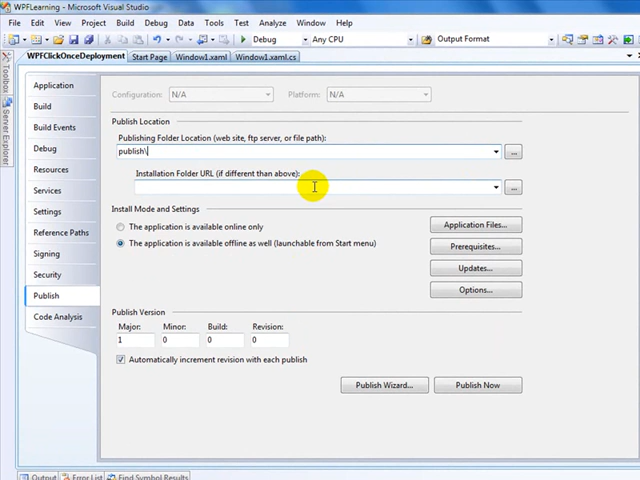 WPFLearning - Microsoft Visual Studio
File Edit View Project Build Debug Data Tools Test Analyze Window Help
Debug Any CPU Output Format
WPFClickOnceDeployment Start Page Window1.xaml Window1.xaml.cs
Toolbox
Server Explorer
Application
Build
Build Events
Debug
Resources
Services
Settings
Reference Paths
Signing
Security
Publish
Code Analysis
Configuration: N/A Platform: N/A
Publish Location
Publishing Folder Location (web site, ftp server, or file path):
publish\
...
Installation Folder URL (if different than above):
...
Install Mode and Settings
The application is available online only
The application is available offline as well (launchable from Start menu)
Application Files...
Prerequisites...
Updates...
Options...
Publish Version
Major: Minor: Build: Revision:
1 0 0 0
Automatically increment revision with each publish
Publish Wizard... Publish Now
Output Error List Find Symbol Results